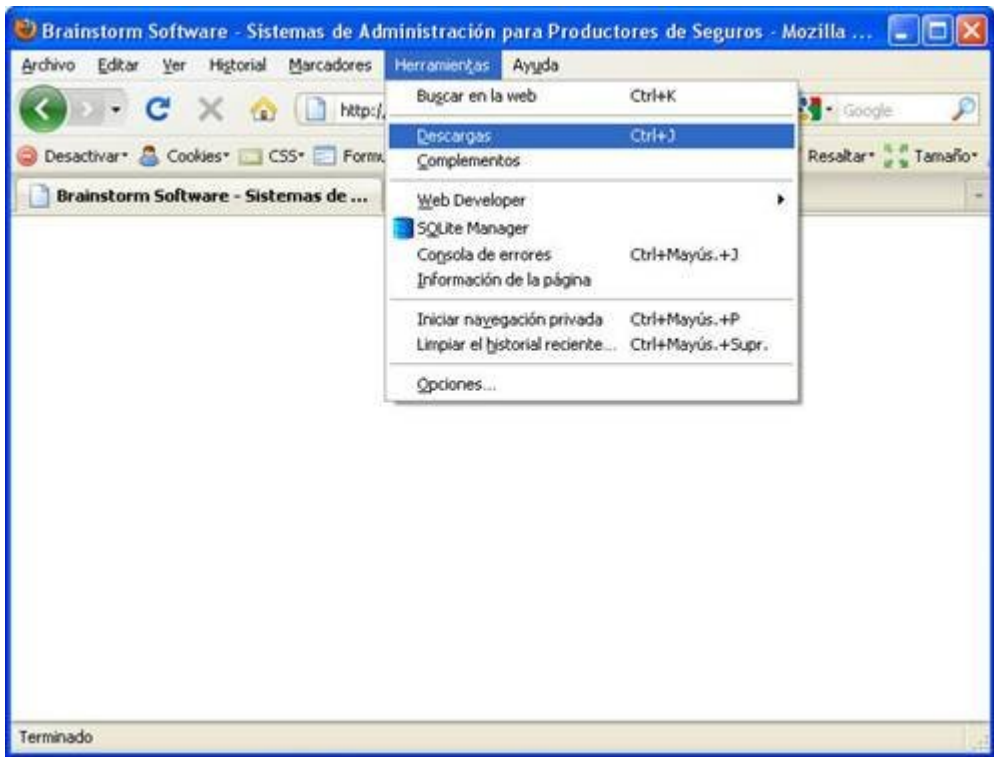 Brainstorm Software - Sistemas de Administración para Productores de Seguros - Mozilla ...
Archivo Editar Ver Historial Marcadores Herramientas Ayuda
http:/
Google
Desactivar Cookies CSS Formu Resaltar Tamaño
Brainstorm Software - Sistemas de ...
Buscar en la web Ctrl+K
Descargas Ctrl+J
Complementos
Web Developer
SQLite Manager
Consola de errores Ctrl+Mayús.+J
Información de la página
Iniciar navegación privada Ctrl+Mayús.+P
Limpiar el historial reciente... Ctrl+Mayús.+Supr.
Opciones...
Terminado